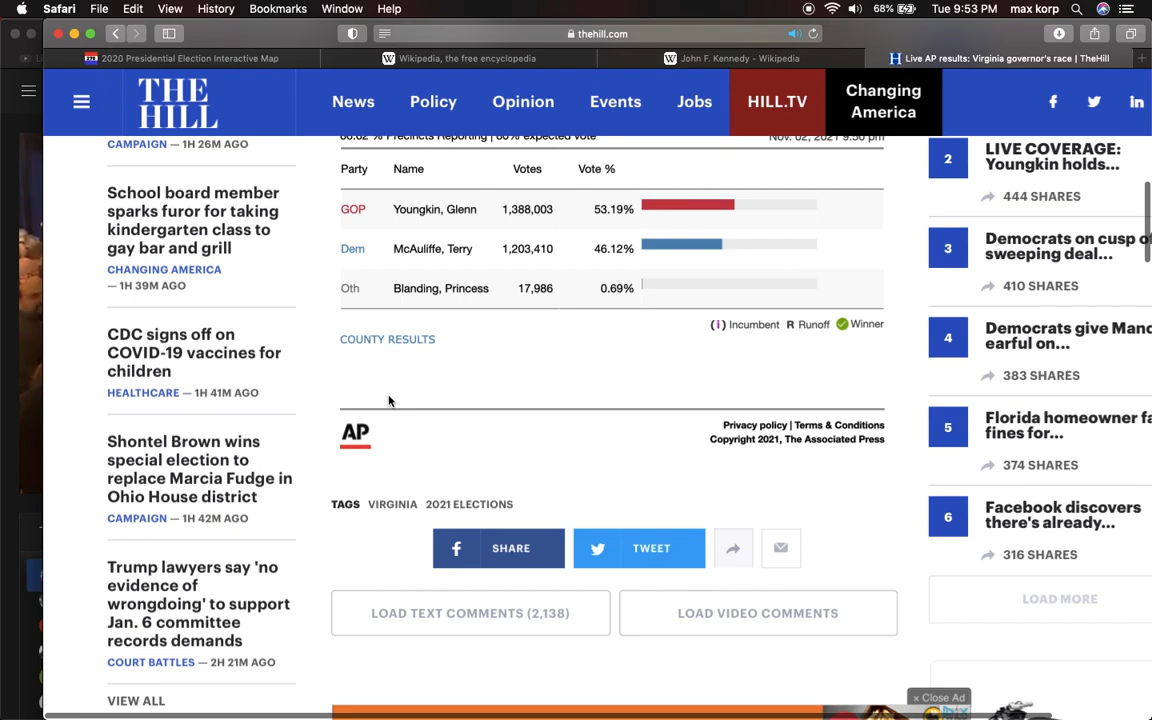 Safari File Edit View History Bookmarks Window Help
68% Tue 9:53 PM max korp
thehill.com
2020 Presidential Election Interactive Map
Wikipedia, the free encyclopedia
John F. Kennedy - Wikipedia
Live AP results: Virginia governor's race | TheHill
THE
HILL
News Policy Opinion Events Jobs HILL.TV Changing
America
CAMPAIGN — 1H 26M AGO
School board member
sparks furor for taking
kindergarten class to
gay bar and grill
CHANGING AMERICA
— 1H 39M AGO
CDC signs off on
COVID-19 vaccines for
children
HEALTHCARE — 1H 41M AGO
Shontel Brown wins
special election to
replace Marcia Fudge in
Ohio House district
CAMPAIGN — 1H 42M AGO
Trump lawyers say 'no
evidence of
wrongdoing' to support
Jan. 6 committee
records demands
COURT BATTLES — 2H 21M AGO
VIEW ALL
% Precincts Reporting | 80% expected vote Nov. 02, 2021 9:50 pm
Party Name Votes Vote %
GOP Youngkin, Glenn 1,388,003 53.19%
Dem McAuliffe, Terry 1,203,410 46.12%
Oth Blanding, Princess 17,986 0.69%
(i) Incumbent R Runoff Winner
COUNTY RESULTS
AP
Privacy policy | Terms & Conditions
Copyright 2021, The Associated Press
TAGS VIRGINIA 2021 ELECTIONS
SHARE TWEET
LOAD TEXT COMMENTS (2,138) LOAD VIDEO COMMENTS
2 LIVE COVERAGE:
Youngkin holds...
444 SHARES
3 Democrats on cusp of
sweeping deal...
410 SHARES
4 Democrats give Manc
earful on...
383 SHARES
5 Florida homeowner fa
fines for...
374 SHARES
6 Facebook discovers
there's already...
316 SHARES
LOAD MORE
× Close Ad